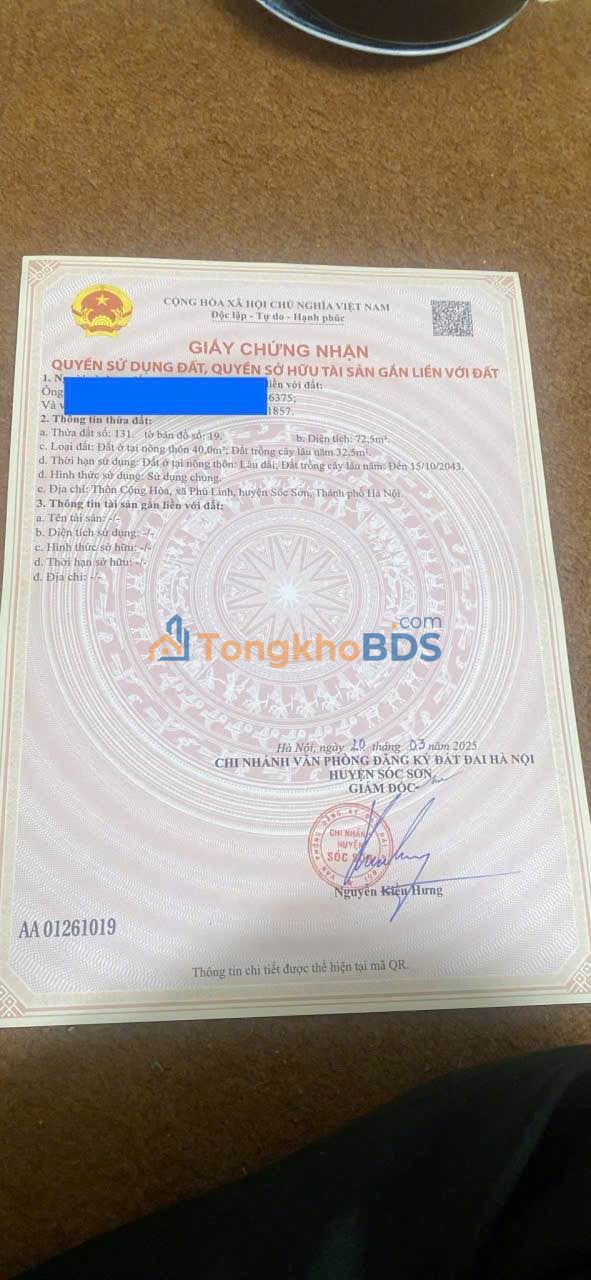 CỘNG HÒA XÃ HỘI CHỦ NGHĨA VIỆT NAM
Độc lập - Tự do - Hạnh phúc
GIẤY CHỨNG NHẬN
QUYỀN SỬ DỤNG ĐẤT, QUYỀN SỞ HỮU TÀI SẢN GẮN LIỀN VỚI ĐẤT
1. liền với đất:
Ông 6375;
Và v 1857.
2. Thông tin thửa đất:
a. Thửa đất số: 131. tờ bản đồ số: 19. b. Diện tích: 72,5m².
c. Loại đất: Đất ở tại nông thôn 40,0m²; Đất trồng cây lâu năm 32,5m².
d. Thời hạn sử dụng: Đất ở tại nông thôn: Lâu dài; Đất trồng cây lâu năm: Đến 15/10/2043.
đ. Hình thức sử dụng: Sử dụng chung.
e. Địa chỉ: Thôn Cộng Hòa, xã Phù Linh, huyện Sóc Sơn, Thành phố Hà Nội.
3. Thông tin tài sản gắn liền với đất:
a. Tên tài sản: -/-
b. Diện tích sử dụng: -/-
c. Hình thức sở hữu: -/-
d. Thời hạn sở hữu: -/-
đ. Địa chỉ: -/-
TongkhoBDS.com
Hà Nội, ngày 20 tháng 03 năm 2025
CHI NHÁNH VĂN PHÒNG ĐĂNG KÝ ĐẤT ĐAI HÀ NỘI
HUYỆN SÓC SƠN
GIÁM ĐỐC
CHI NHÁNH
HUYỆN
SÓC SƠN
Nguyễn Kiều Hưng
AA 01261019
Thông tin chi tiết được thể hiện tại mã QR.